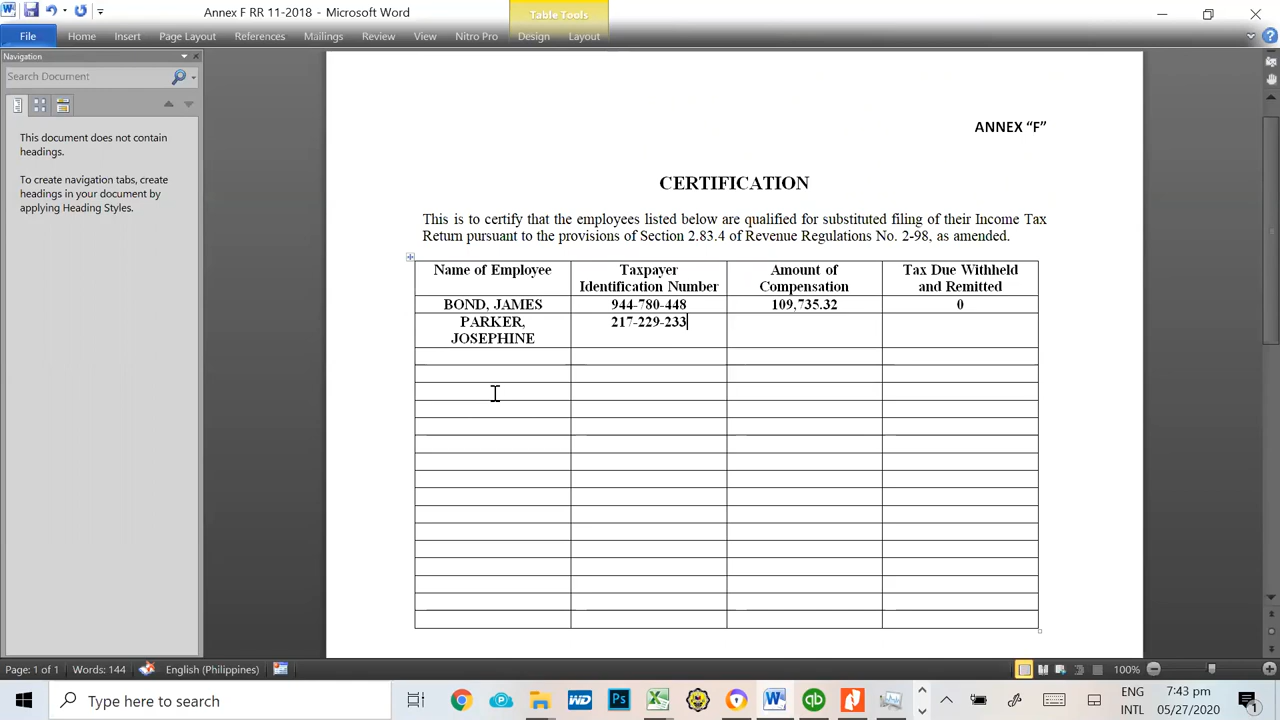 Annex F RR 11-2018 - Microsoft Word
Table Tools
File Home Insert Page Layout References Mailings Review View Nitro Pro Design Layout
Navigation
Search Document
This document does not contain
headings.
To create navigation tabs, create
headings in your document by
applying Heading Styles.
ANNEX “F”
CERTIFICATION
This is to certify that the employees listed below are qualified for substituted filing of their Income Tax
Return pursuant to the provisions of Section 2.83.4 of Revenue Regulations No. 2-98, as amended.
Name of Employee
Taxpayer
Identification Number
Amount of
Compensation
Tax Due Withheld
and Remitted
BOND, JAMES 944-780-448 109,735.32 0
PARKER,
JOSEPHINE
217-229-233
Page: 1 of 1 Words: 144 English (Philippines) 100%
Type here to search
WD
Ps
qb
ENG
INTL
7:43 pm
05/27/2020
1